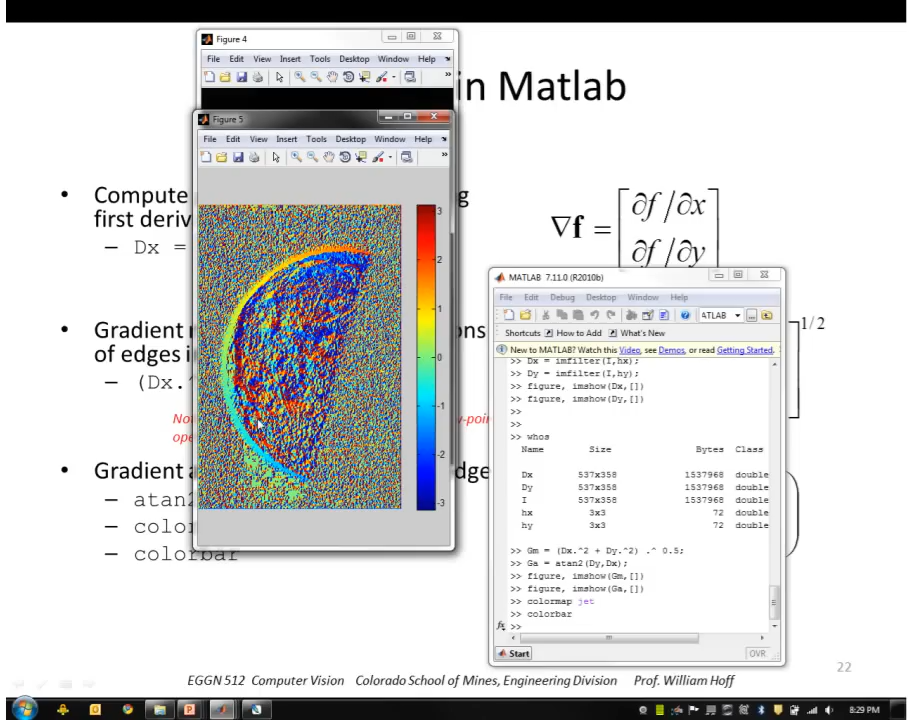 Figure 4
File Edit View Insert Tools Desktop Window Help
in Matlab
Figure 5
File Edit View Insert Tools Desktop Window Help
• Compute
first deriv
– Dx =
3
2
1
0
-1
-2
-3
∇f = [ ∂f/∂x
∂f/∂y
• Gradient
of edges i
– (Dx.^
1/2
• Gradient a
dge
– atan2
– color
– colorbar
MATLAB 7.11.0 (R2010b)
File Edit Debug Desktop Window Help
ATLAB
Shortcuts How to Add What's New
New to MATLAB? Watch this Video, see Demos, or read Getting Started.
>> Dx = imfilter(I,hx);
>> Dy = imfilter(I,hy);
>> figure, imshow(Dx,[])
>> figure, imshow(Dy,[])
>>
>>
>> whos
Name Size Bytes Class
Dx 537x358 1537968 double
Dy 537x358 1537968 double
I 537x358 1537968 double
hx 3x3 72 double
hy 3x3 72 double
>> Gm = (Dx.^2 + Dy.^2) .^ 0.5;
>> Ga = atan2(Dy,Dx);
>> figure, imshow(Gm,[])
>> figure, imshow(Ga,[])
>> colormap jet
>> colorbar
fx >>
Start
OVR
22
EGGN 512 Computer Vision Colorado School of Mines, Engineering Division Prof. William Hoff
8:29 PM